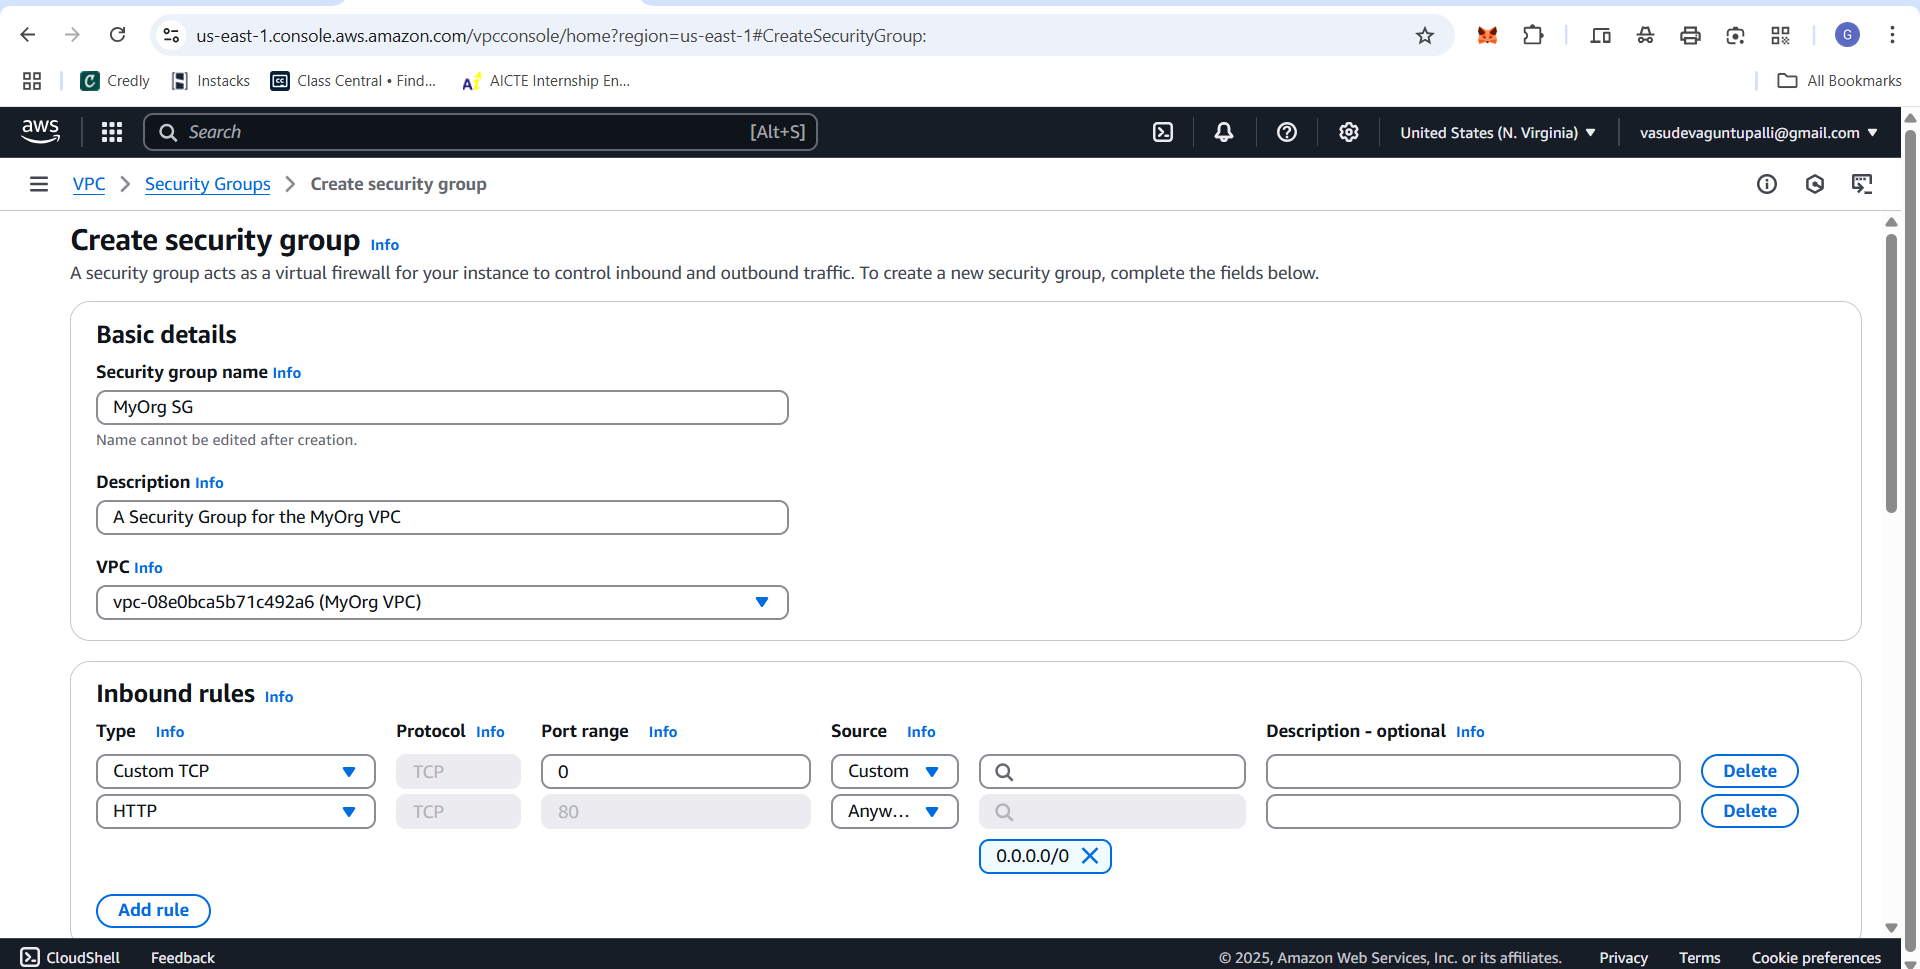 us-east-1.console.aws.amazon.com/vpcconsole/home?region=us-east-1#CreateSecurityGroup:
G
Credly
Instacks
Class Central • Find...
AICTE Internship En...
All Bookmarks
aws
Search [Alt+S]
United States (N. Virginia)
vasudevaguntupalli@gmail.com
VPC > Security Groups > Create security group
Create security group Info
A security group acts as a virtual firewall for your instance to control inbound and outbound traffic. To create a new security group, complete the fields below.
Basic details
Security group name Info
MyOrg SG
Name cannot be edited after creation.
Description Info
A Security Group for the MyOrg VPC
VPC Info
vpc-08e0bca5b71c492a6 (MyOrg VPC)
Inbound rules Info
Type Info Protocol Info Port range Info Source Info Description - optional Info
Custom TCP TCP 0 Custom Delete
HTTP TCP 80 Anyw... Delete
0.0.0.0/0
Add rule
CloudShell Feedback © 2025, Amazon Web Services, Inc. or its affiliates. Privacy Terms Cookie preferences